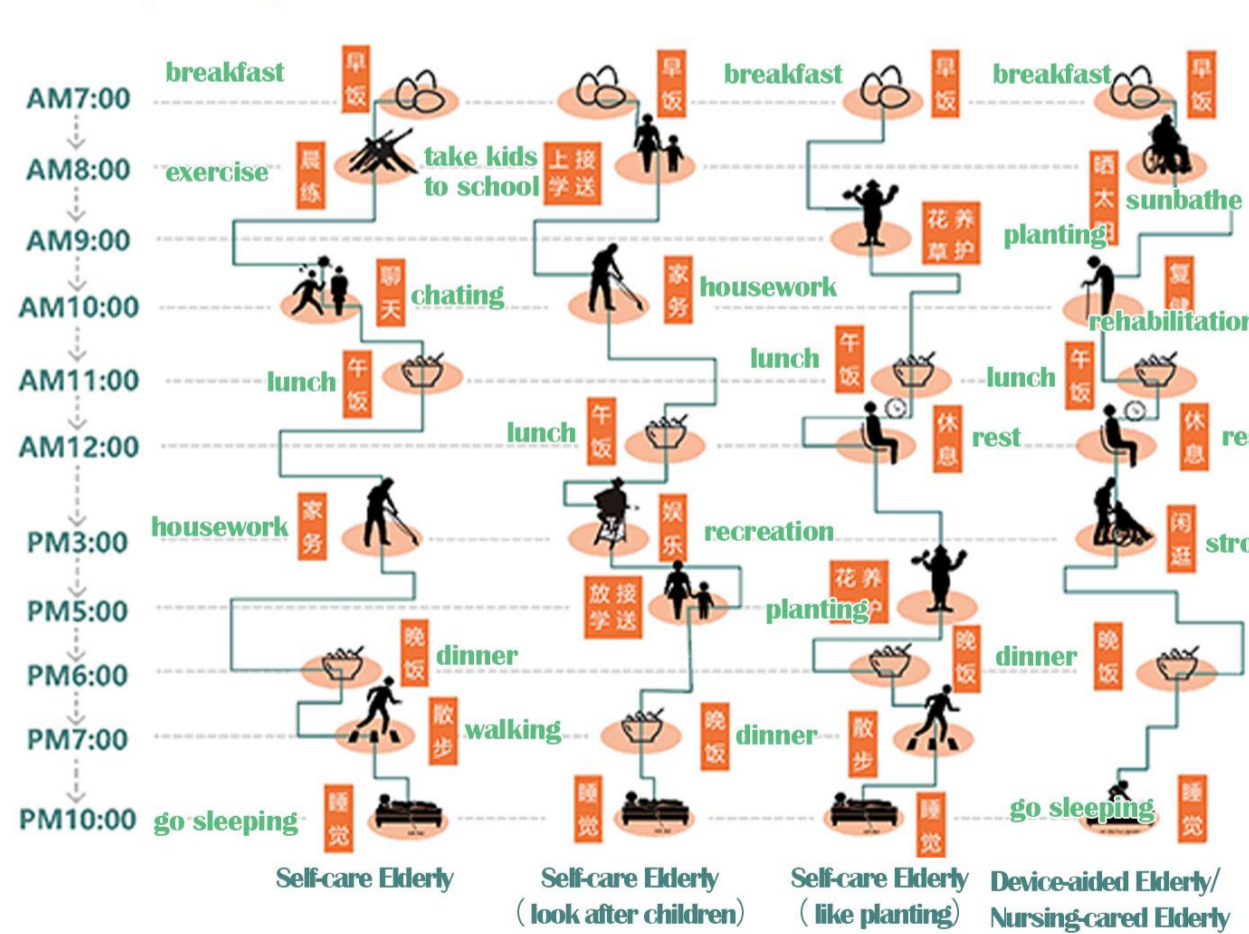 breakfast
早饭
早饭
breakfast
早饭
breakfast
早饭
AM7:00
AM8:00
exercise
晨练
take kids
to school
上接
学送
晒太
sunbathe
AM9:00
花养
草护
planting
AM10:00
聊天
chating
家务
housework
复健
rehabilitation
AM11:00
lunch
午饭
lunch
午饭
lunch
午饭
AM12:00
lunch
午饭
休息
rest
休息
re
PM3:00
housework
家务
娱乐
recreation
闲逛
stro
PM5:00
放接
学送
花养
护
planting
PM6:00
晚饭
dinner
晚饭
dinner
晚饭
PM7:00
散步
walking
晚饭
dinner
散步
PM10:00
go sleeping
睡觉
睡觉
睡觉
go sleeping
睡觉
Self-care Elderly
Self-care Elderly
（look after children）
Self-care Elderly
（like planting）
Device-aided Elderly/
Nursing-cared Elderly